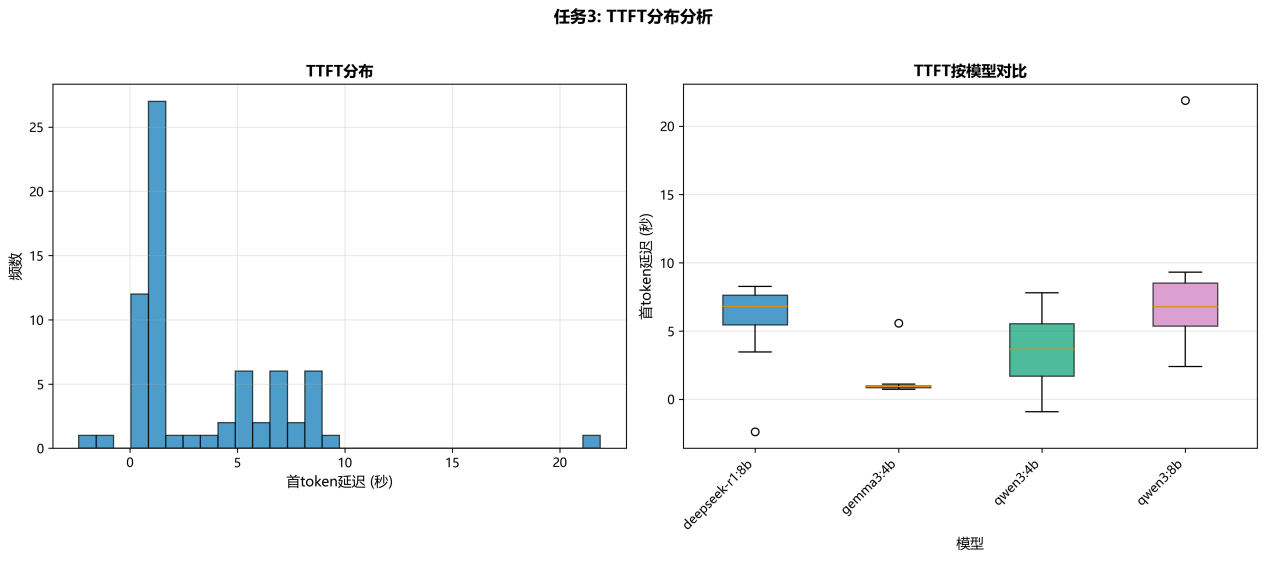 任务3: TTFT分布分析
TTFT分布
频数
25
20
15
10
5
0
0
5
10
15
20
首token延迟 (秒)
TTFT按模型对比
首token延迟 (秒)
20
15
10
5
0
deepseek-r1:8b
gemma3:4b
qwen3:4b
qwen3:8b
模型